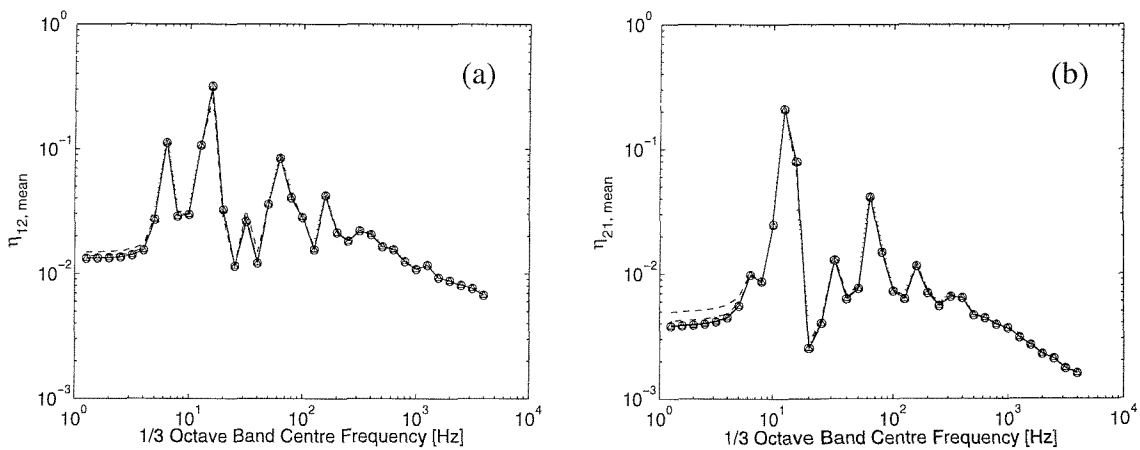 (a)
η12, mean
10^0
10^-1
10^-2
10^-3
10^0 10^1 10^2 10^3 10^4
1/3 Octave Band Centre Frequency [Hz]
(b)
η21, mean
10^0
10^-1
10^-2
10^-3
10^0 10^1 10^2 10^3 10^4
1/3 Octave Band Centre Frequency [Hz]